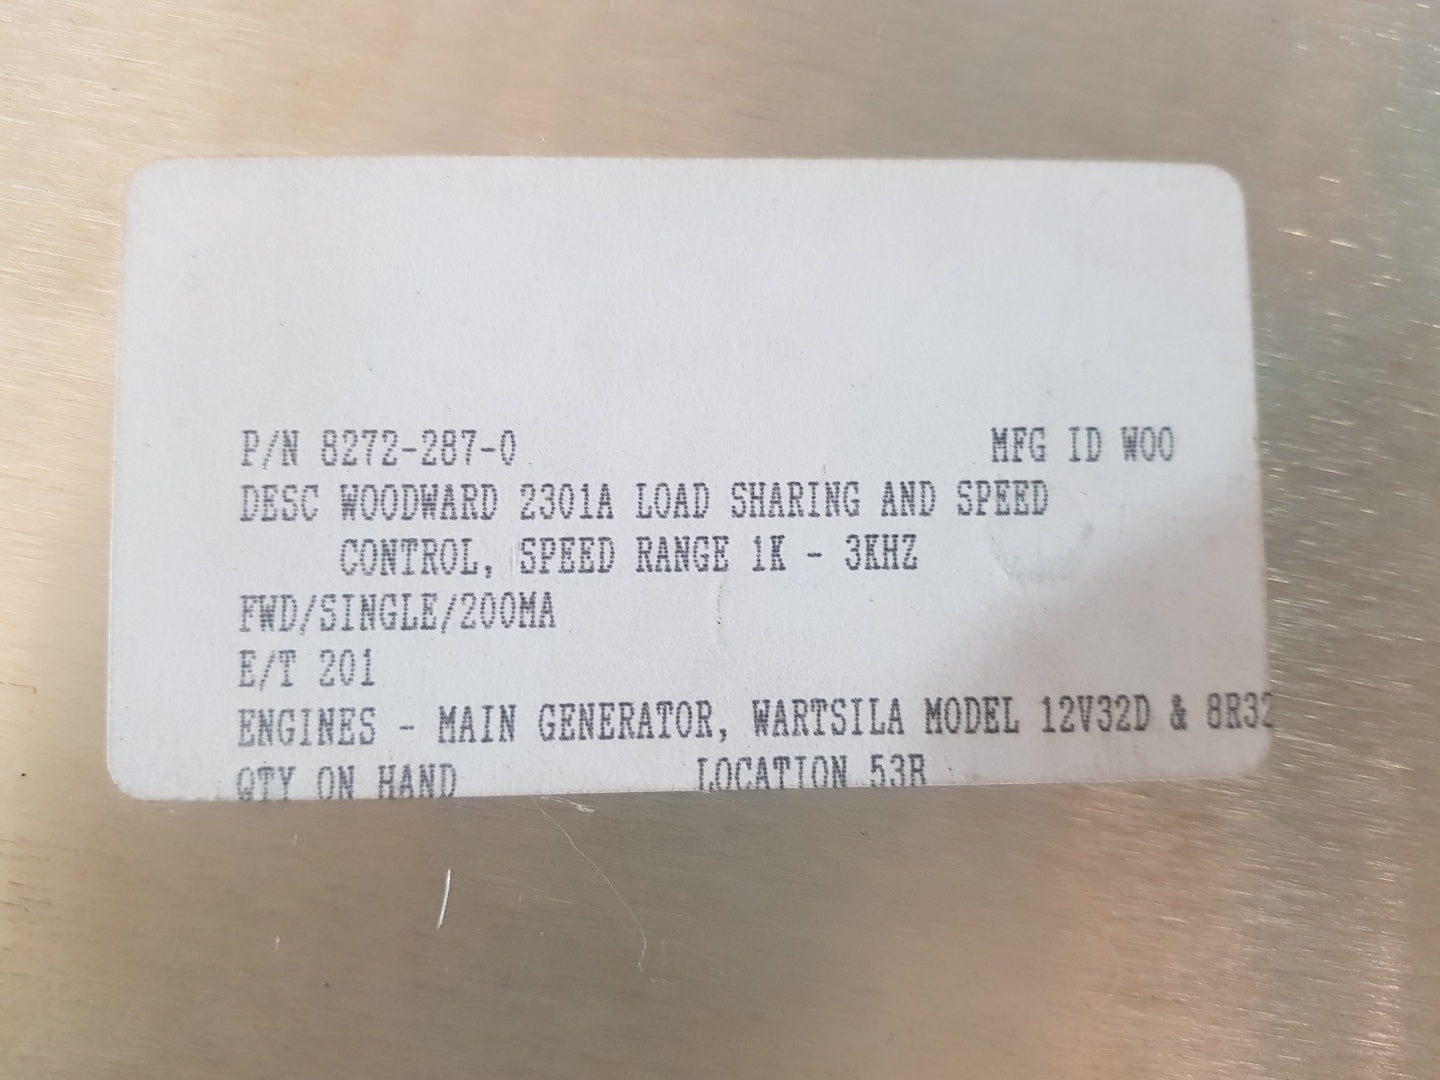 P/N 8272-287-0 MFG ID WOO
DESC WOODWARD 2301A LOAD SHARING AND SPEED
CONTROL, SPEED RANGE 1K - 3KHZ
FWD/SINGLE/200MA
E/T 201
ENGINES - MAIN GENERATOR, WARTSILA MODEL 12V32D & 8R32
QTY ON HAND LOCATION